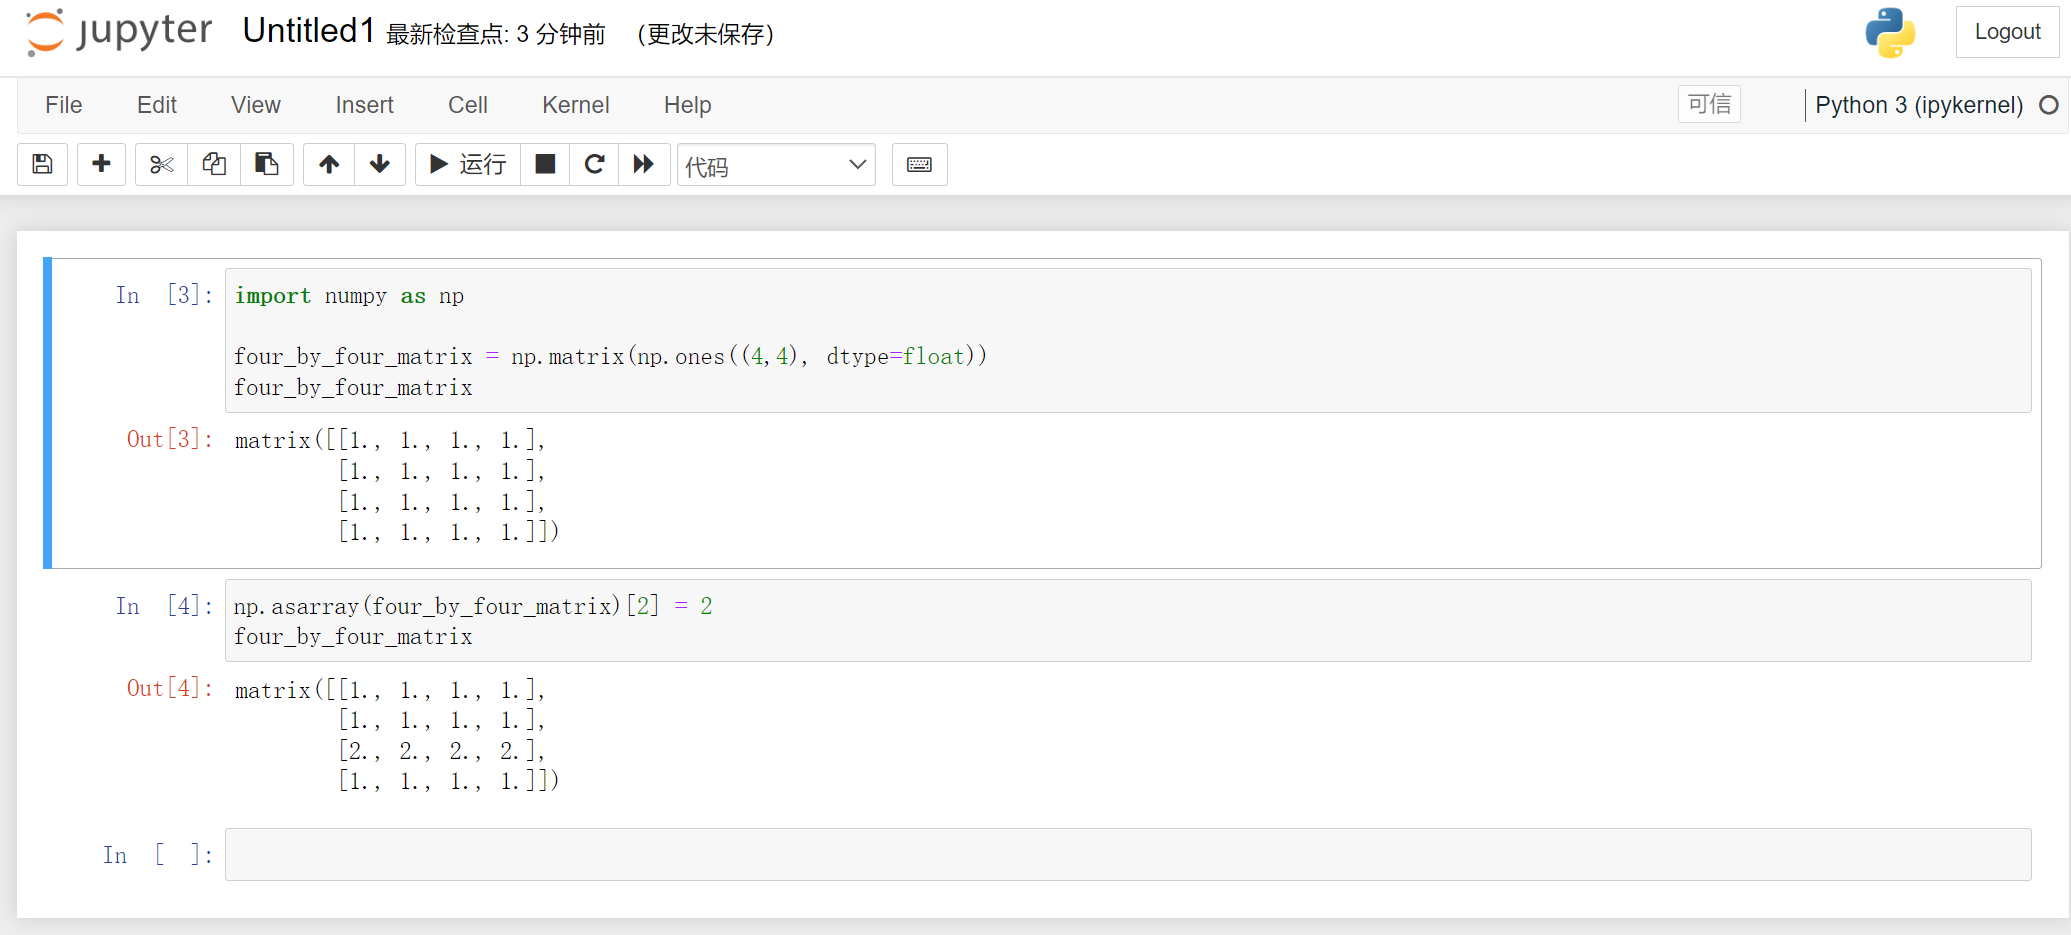 jupyter Untitled1 最新检查点: 3 分钟前 (更改未保存) Logout
File Edit View Insert Cell Kernel Help 可信 Python 3 (ipykernel)
运行 代码
In [3]: import numpy as np
four_by_four_matrix = np.matrix(np.ones((4,4), dtype=float))
four_by_four_matrix
Out[3]: matrix([[1., 1., 1., 1.],
[1., 1., 1., 1.],
[1., 1., 1., 1.],
[1., 1., 1., 1.]])
In [4]: np.asarray(four_by_four_matrix)[2] = 2
four_by_four_matrix
Out[4]: matrix([[1., 1., 1., 1.],
[1., 1., 1., 1.],
[2., 2., 2., 2.],
[1., 1., 1., 1.]])
In [ ]: